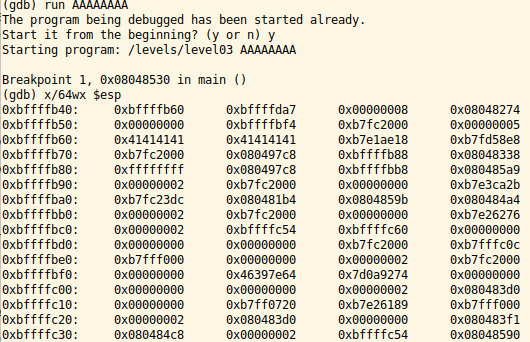 (gdb) run AAAAAAAA
The program being debugged has been started already.
Start it from the beginning? (y or n) y
Starting program: /levels/level03 AAAAAAAA
Breakpoint 1, 0x08048530 in main ()
(gdb) x/64wx $esp
0xbffffb40: 0xbffffb60 0xbffffda7 0x00000008 0x08048274
0xbffffb50: 0x00000000 0xbffffbf4 0xb7fc2000 0x00000005
0xbffffb60: 0x41414141 0x41414141 0xb7e1ae18 0xb7fd58e8
0xbffffb70: 0xb7fc2000 0x080497c8 0xbffffb88 0x08048338
0xbffffb80: 0xffffffff 0x080497c8 0xbffffbb8 0x080485a9
0xbffffb90: 0x00000002 0xb7fc2000 0x00000000 0xb7e3ca2b
0xbffffba0: 0xb7fc23dc 0x080481b4 0x0804859b 0x080484a4
0xbffffbb0: 0x00000002 0xb7fc2000 0x00000000 0xb7e26276
0xbffffbc0: 0x00000002 0xbffffc54 0xbffffc60 0x00000000
0xbffffbd0: 0x00000000 0x00000000 0xb7fc2000 0xb7fffc0c
0xbffffbe0: 0xb7fff000 0x00000000 0x00000002 0xb7fc2000
0xbffffbf0: 0x00000000 0x46397e64 0x7d0a9274 0x00000000
0xbffffc00: 0x00000000 0x00000000 0x00000002 0x080483d0
0xbffffc10: 0x00000000 0xb7ff0720 0xb7e26189 0xb7fff000
0xbffffc20: 0x00000002 0x080483d0 0x00000000 0x080483f1
0xbffffc30: 0x080484c8 0x00000002 0xbffffc54 0x08048590